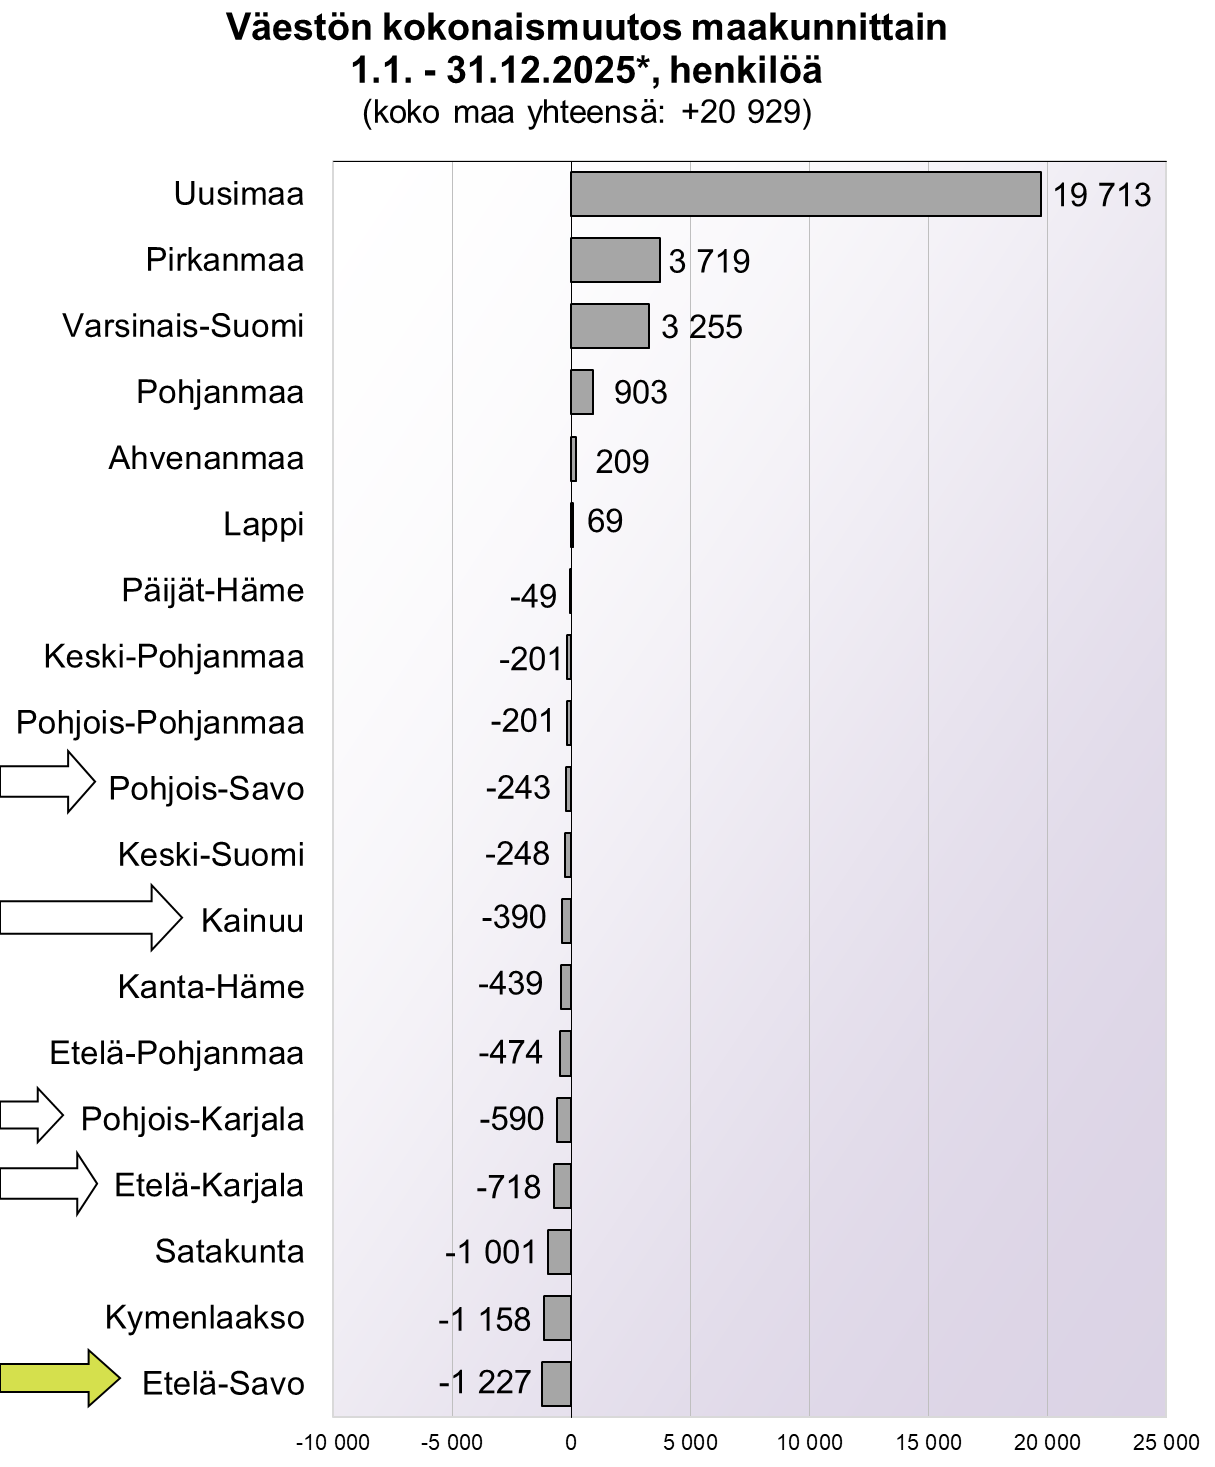 Väestön kokonaismuutos maakunnittain
1.1. - 31.12.2025*, henkilöä
(koko maa yhteensä: +20 929)
Uusimaa 19 713
Pirkanmaa 3 719
Varsinais-Suomi 3 255
Pohjanmaa 903
Ahvenanmaa 209
Lappi 69
Päijät-Häme -49
Keski-Pohjanmaa -201
Pohjois-Pohjanmaa -201
Pohjois-Savo -243
Keski-Suomi -248
Kainuu -390
Kanta-Häme -439
Etelä-Pohjanmaa -474
Pohjois-Karjala -590
Etelä-Karjala -718
Satakunta -1 001
Kymenlaakso -1 158
Etelä-Savo -1 227
-10 000 -5 000 0 5 000 10 000 15 000 20 000 25 000